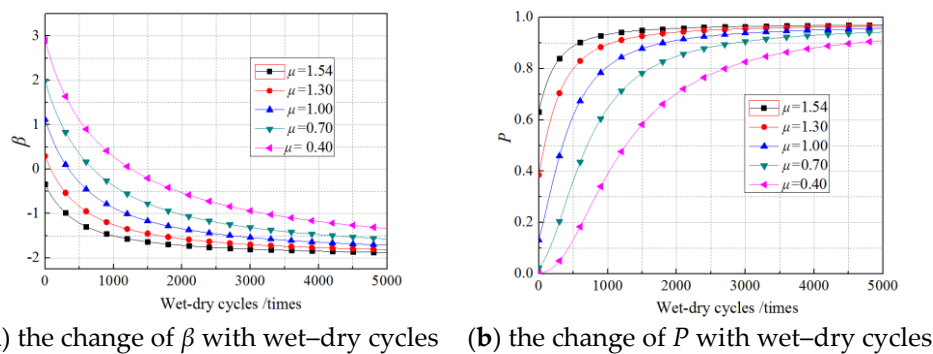 3
2
1
0
-1
-2
β
0
1000
2000
3000
4000
5000
Wet-dry cycles /times
μ=1.54
μ=1.30
μ=1.00
μ=0.70
μ= 0.40
1.0
0.8
0.6
0.4
0.2
0.0
P
0
1000
2000
3000
4000
5000
Wet-dry cycles /times
μ=1.54
μ=1.30
μ=1.00
μ=0.70
μ=0.40
) the change of β with wet–dry cycles
(b) the change of P with wet–dry cycles